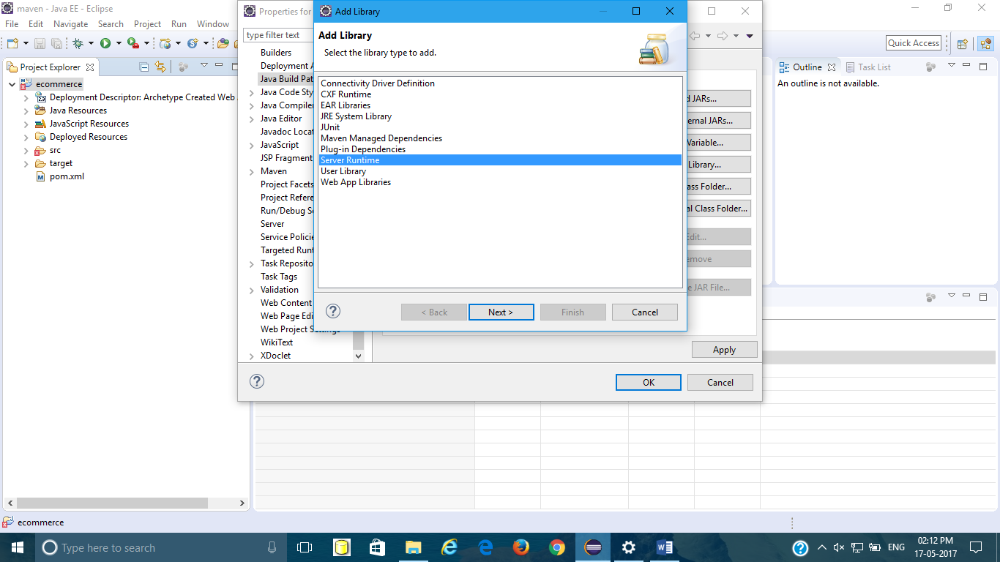 maven - Java EE - Eclipse
File Edit Navigate Search Project Run Window
Quick Access
Project Explorer
ecommerce
Deployment Descriptor: Archetype Created Web
Java Resources
JavaScript Resources
Deployed Resources
src
target
pom.xml
Properties for
type filter text
Builders
Deployment A
Java Build Pat
Java Code Sty
Java Compiler
Java Editor
Javadoc Locat
JavaScript
JSP Fragment
Maven
Project Facets
Project Refere
Run/Debug Se
Server
Service Policie
Targeted Runt
Task Reposito
Task Tags
Validation
Web Content
Web Page Edi
Web Project Settings
WikiText
XDoclet
Add Library
Add Library
Select the library type to add.
Connectivity Driver Definition
CXF Runtime
EAR Libraries
JRE System Library
JUnit
Maven Managed Dependencies
Plug-in Dependencies
Server Runtime
User Library
Web App Libraries
< Back Next > Finish Cancel
d JARs...
ernal JARs...
Variable...
Library...
ass Folder...
al Class Folder...
Edit...
emove
e JAR File...
Apply
OK Cancel
Outline Task List
An outline is not available.
ecommerce
Type here to search
ENG
02:12 PM
17-05-2017